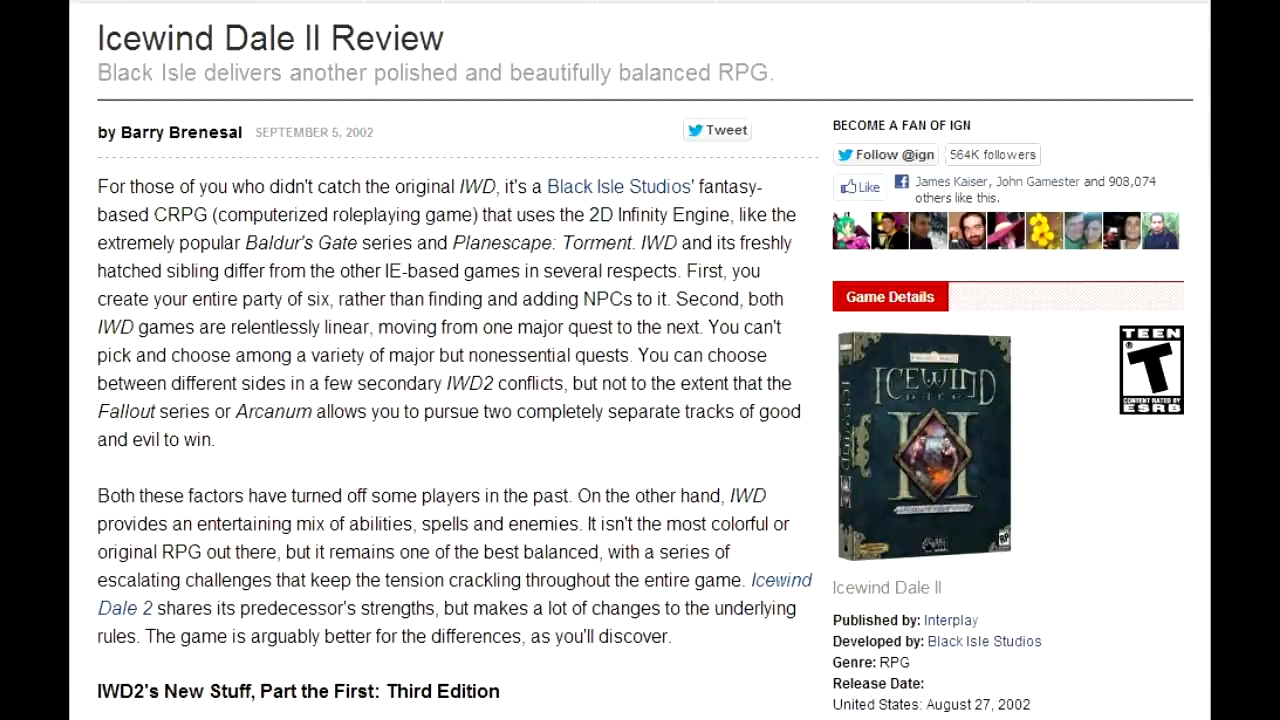 Icewind Dale II Review
Black Isle delivers another polished and beautifully balanced RPG.
by Barry Brenesal SEPTEMBER 5, 2002
Tweet
For those of you who didn't catch the original IWD, it's a Black Isle Studios' fantasy-
based CRPG (computerized roleplaying game) that uses the 2D Infinity Engine, like the
extremely popular Baldur's Gate series and Planescape: Torment. IWD and its freshly
hatched sibling differ from the other IE-based games in several respects. First, you
create your entire party of six, rather than finding and adding NPCs to it. Second, both
IWD games are relentlessly linear, moving from one major quest to the next. You can't
pick and choose among a variety of major but nonessential quests. You can choose
between different sides in a few secondary IWD2 conflicts, but not to the extent that the
Fallout series or Arcanum allows you to pursue two completely separate tracks of good
and evil to win.
Both these factors have turned off some players in the past. On the other hand, IWD
provides an entertaining mix of abilities, spells and enemies. It isn't the most colorful or
original RPG out there, but it remains one of the best balanced, with a series of
escalating challenges that keep the tension crackling throughout the entire game. Icewind
Dale 2 shares its predecessor's strengths, but makes a lot of changes to the underlying
rules. The game is arguably better for the differences, as you'll discover.
IWD2's New Stuff, Part the First: Third Edition
BECOME A FAN OF IGN
Follow @ign 564K followers
Like James Kaiser, John Gamester and 908,074
others like this.
Game Details
ICEWIND
DALE
II
RP
TEEN
T
CONTENT RATED BY
ESRB
Icewind Dale II
Published by: Interplay
Developed by: Black Isle Studios
Genre: RPG
Release Date:
United States: August 27, 2002